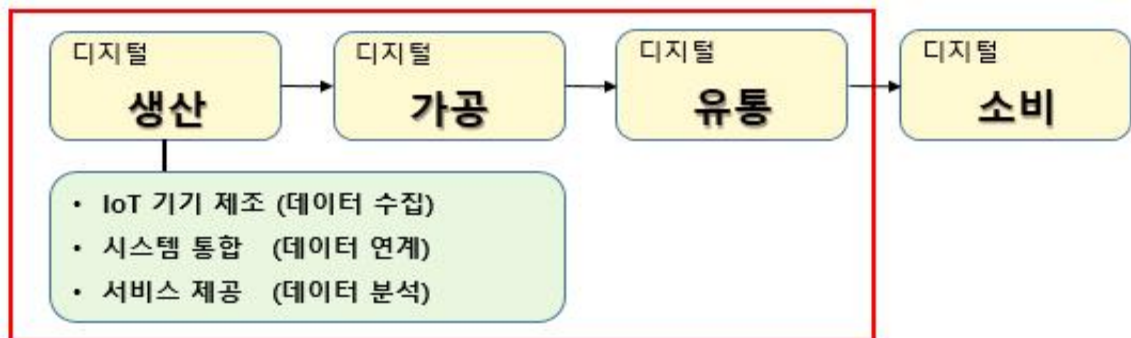 디지털
생산
디지털
가공
디지털
유통
디지털
소비
• IoT 기기 제조 (데이터 수집)
• 시스템 통합 (데이터 연계)
• 서비스 제공 (데이터 분석)